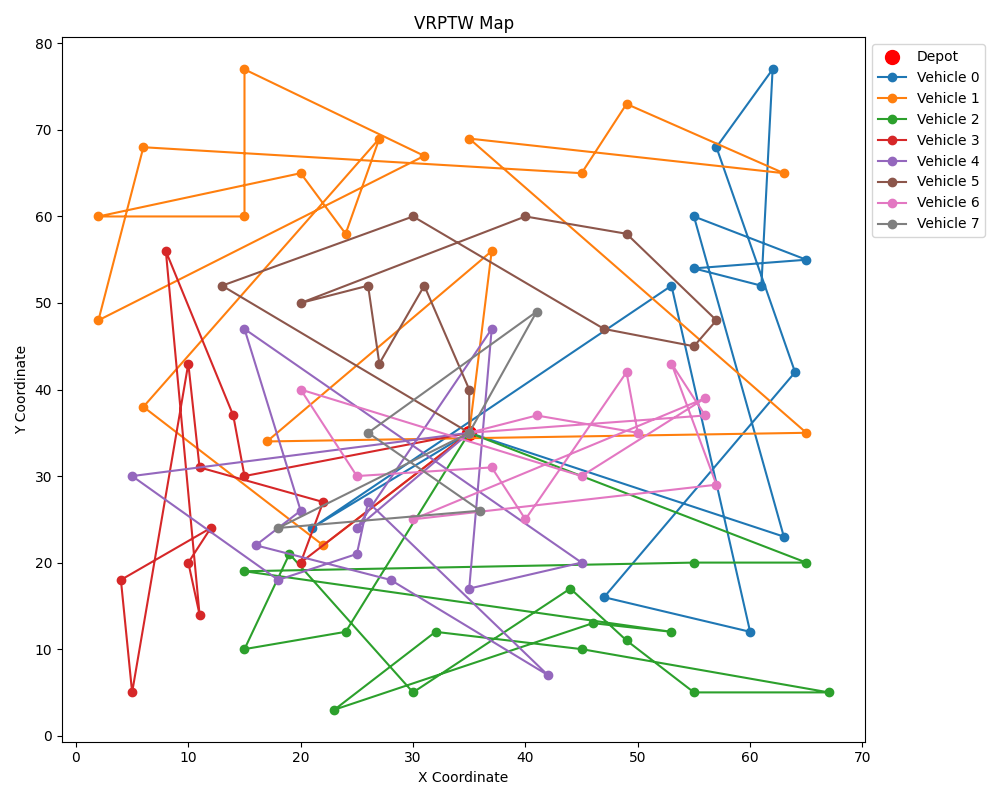 VRPTW Map
Y Coordinate
80
70
60
50
40
30
20
10
0
0 10 20 30 40 50 60 70
X Coordinate
Depot
Vehicle 0
Vehicle 1
Vehicle 2
Vehicle 3
Vehicle 4
Vehicle 5
Vehicle 6
Vehicle 7